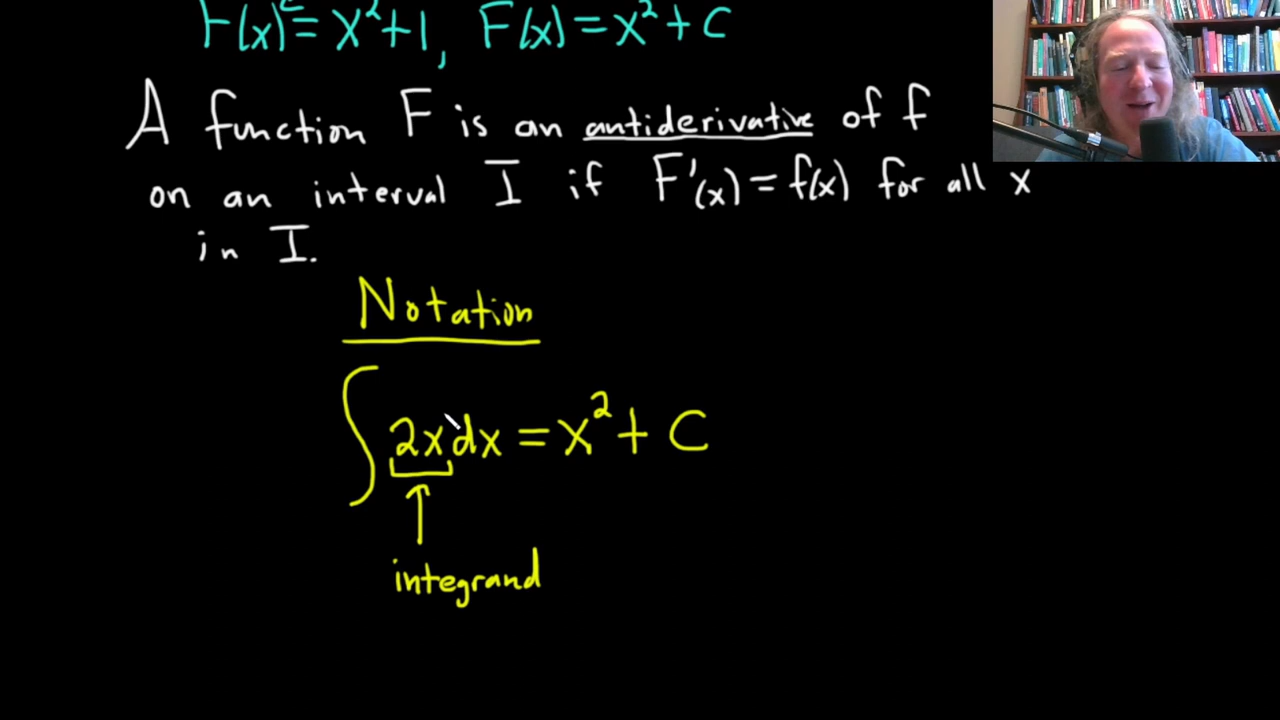 F(x) = x²+1, F(x) = x² + C
A function F is an antiderivative of f
on an interval I if F'(x) = f(x) for all x
in I.
Notation
∫ 2x dx = x² + C
↑
integrand